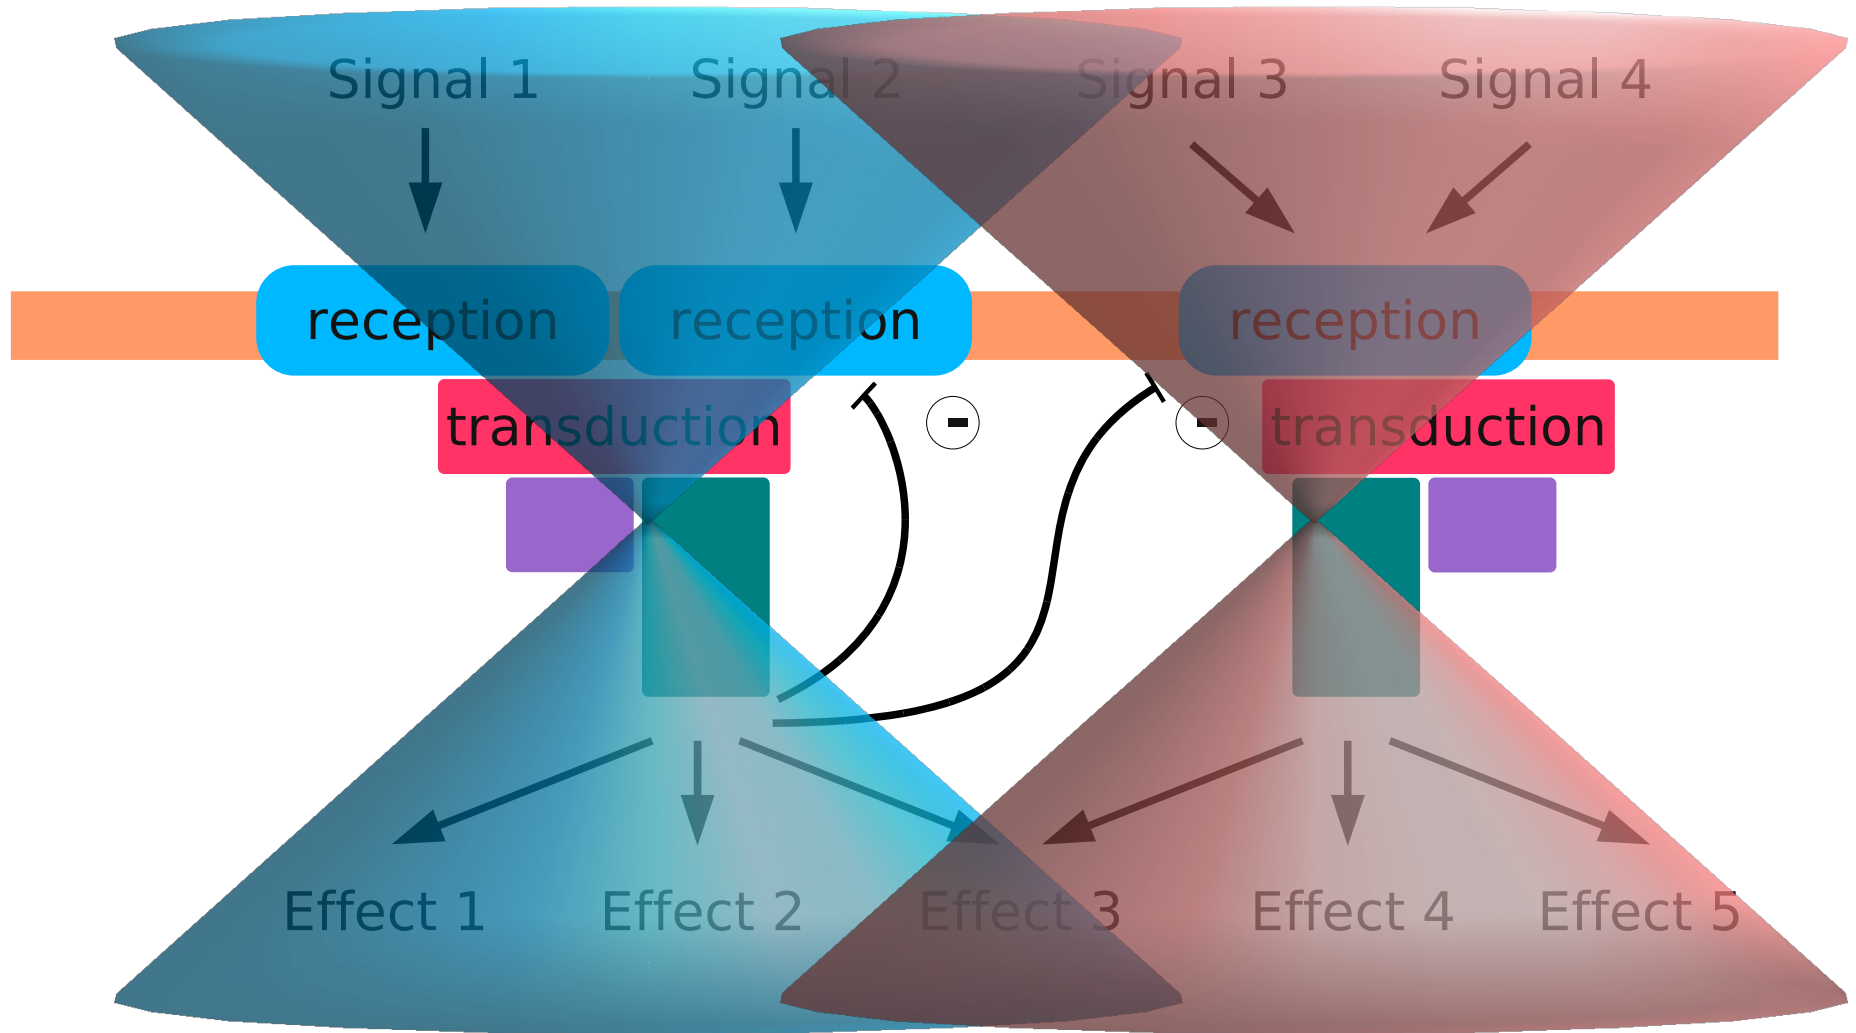 Signal 1 Signal 2 Signal 3 Signal 4
reception reception reception
transduction - - transduction
Effect 1 Effect 2 Effect 3 Effect 4 Effect 5